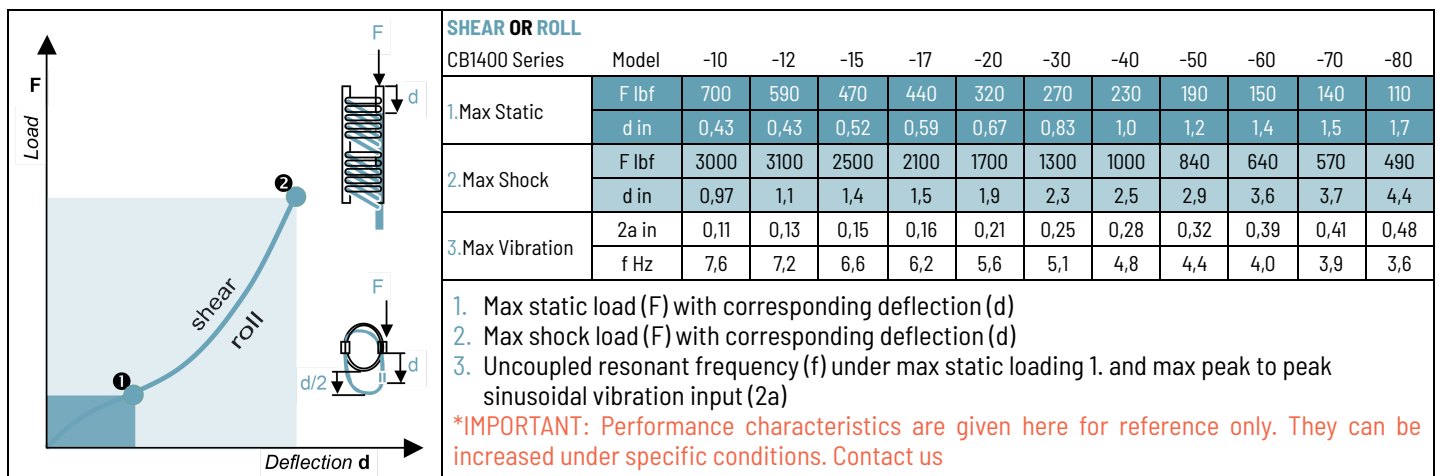 F
Load
Deflection d
❶
❷
shear
roll
F
d
F
d
d/2
SHEAR OR ROLL
CB1400 Series Model -10 -12 -15 -17 -20 -30 -40 -50 -60 -70 -80
1.Max Static
F lbf 700 590 470 440 320 270 230 190 150 140 110
d in 0,43 0,43 0,52 0,59 0,67 0,83 1,0 1,2 1,4 1,5 1,7
2.Max Shock
F lbf 3000 3100 2500 2100 1700 1300 1000 840 640 570 490
d in 0,97 1,1 1,4 1,5 1,9 2,3 2,5 2,9 3,6 3,7 4,4
3.Max Vibration
2a in 0,11 0,13 0,15 0,16 0,21 0,25 0,28 0,32 0,39 0,41 0,48
f Hz 7,6 7,2 6,6 6,2 5,6 5,1 4,8 4,4 4,0 3,9 3,6
1. Max static load (F) with corresponding deflection (d)
2. Max shock load (F) with corresponding deflection (d)
3. Uncoupled resonant frequency (f) under max static loading 1. and max peak to peak
sinusoidal vibration input (2a)
*IMPORTANT: Performance characteristics are given here for reference only. They can be
increased under specific conditions. Contact us